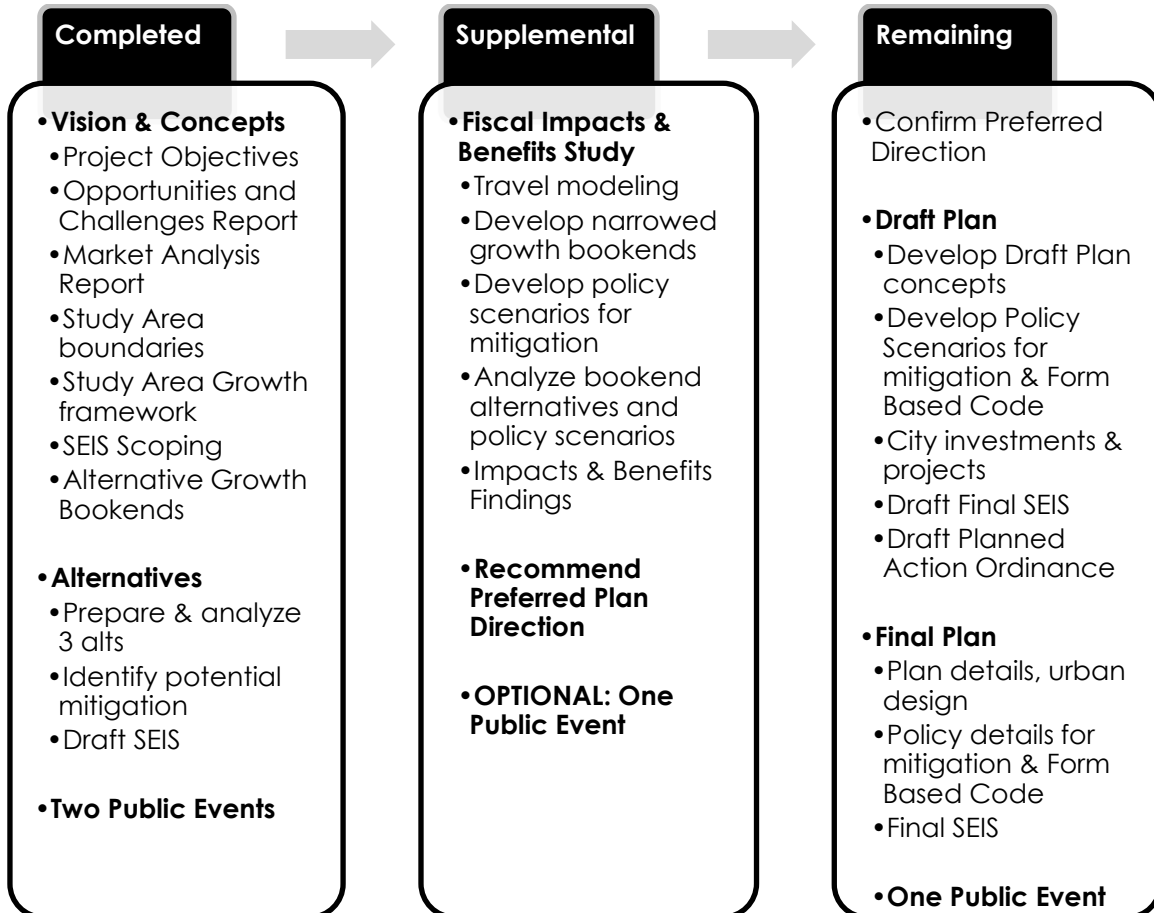 Completed
•Vision & Concepts
•Project Objectives
•Opportunities and
Challenges Report
•Market Analysis
Report
•Study Area
boundaries
•Study Area Growth
framework
•SEIS Scoping
•Alternative Growth
Bookends
•Alternatives
•Prepare & analyze
3 alts
•Identify potential
mitigation
•Draft SEIS
•Two Public Events
Supplemental
•Fiscal Impacts &
Benefits Study
•Travel modeling
•Develop narrowed
growth bookends
•Develop policy
scenarios for
mitigation
•Analyze bookend
alternatives and
policy scenarios
•Impacts & Benefits
Findings
•Recommend
Preferred Plan
Direction
•OPTIONAL: One
Public Event
Remaining
•Confirm Preferred
Direction
•Draft Plan
•Develop Draft Plan
concepts
•Develop Policy
Scenarios for
mitigation & Form
Based Code
•City investments &
projects
•Draft Final SEIS
•Draft Planned
Action Ordinance
•Final Plan
•Plan details, urban
design
•Policy details for
mitigation & Form
Based Code
•Final SEIS
•One Public Event